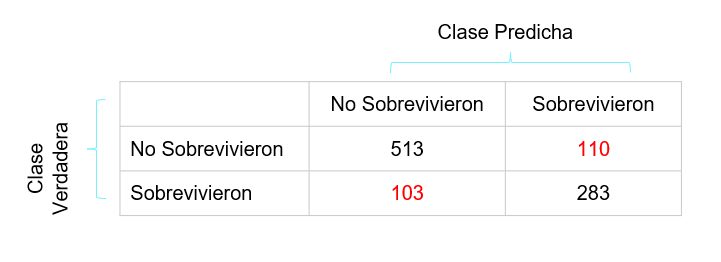 Clase Predicha
No Sobrevivieron Sobrevivieron
Clase
Verdadera
No Sobrevivieron 513 110
Sobrevivieron 103 283